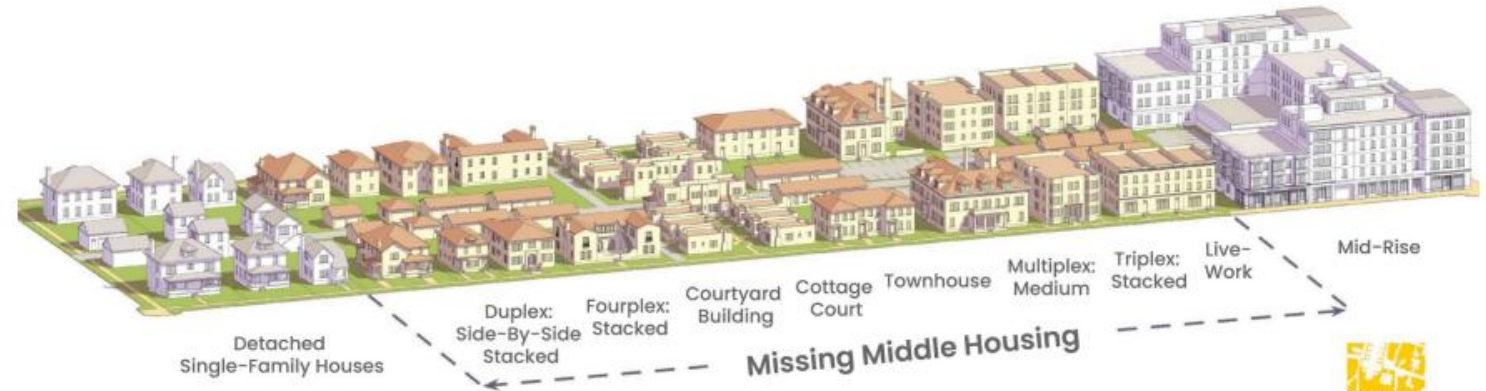 Detached
Single-Family Houses
Duplex:
Side-By-Side
Stacked
Fourplex:
Stacked
Courtyard
Building
Cottage
Court
Townhouse
Multiplex:
Medium
Triplex:
Stacked
Live-
Work
Mid-Rise
Missing Middle Housing